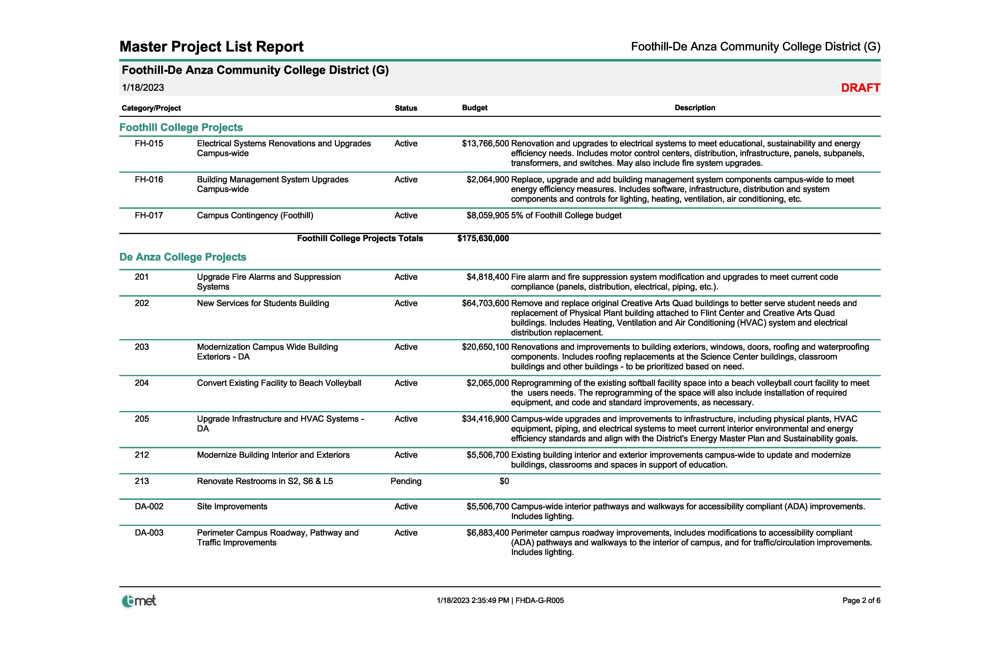 Master Project List Report
Foothill-De Anza Community College District (G)
Foothill-De Anza Community College District (G)
1/18/2023
DRAFT
Category/Project Status Budget Description
Foothill College Projects
FH-015 Electrical Systems Renovations and Upgrades Active $13,766,500 Renovation and upgrades to electrical systems to meet educational, sustainability and energy
Campus-wide efficiency needs. Includes motor control centers, distribution, infrastructure, panels, subpanels,
transformers, and switches. May also include fire system upgrades.
FH-016 Building Management System Upgrades Active $2,064,900 Replace, upgrade and add building management system components campus-wide to meet
Campus-wide energy efficiency measures. Includes software, infrastructure, distribution and system
components and controls for lighting, heating, ventilation, air conditioning, etc.
FH-017 Campus Contingency (Foothill) Active $8,059,905 5% of Foothill College budget
Foothill College Projects Totals $175,630,000
De Anza College Projects
201 Upgrade Fire Alarms and Suppression Active $4,818,400 Fire alarm and fire suppression system modification and upgrades to meet current code
Systems compliance (panels, distribution, electrical, piping, etc.).
202 New Services for Students Building Active $64,703,600 Remove and replace original Creative Arts Quad buildings to better serve student needs and
replacement of Physical Plant building attached to Flint Center and Creative Arts Quad
buildings. Includes Heating, Ventilation and Air Conditioning (HVAC) system and electrical
distribution replacement.
203 Modernization Campus Wide Building Active $20,650,100 Renovations and improvements to building exteriors, windows, doors, roofing and waterproofing
Exteriors - DA components. Includes roofing replacements at the Science Center buildings, classroom
buildings and other buildings - to be prioritized based on need.
204 Convert Existing Facility to Beach Volleyball Active $2,065,000 Reprogramming of the existing softball facility space into a beach volleyball court facility to meet
the  users needs. The reprogramming of the space will also include installation of required
equipment, and code and standard improvements, as necessary.
205 Upgrade Infrastructure and HVAC Systems - Active $34,416,900 Campus-wide upgrades and improvements to infrastructure, including physical plants, HVAC
DA equipment, piping, and electrical systems to meet current interior environmental and energy
efficiency standards and align with the District's Energy Master Plan and Sustainability goals.
212 Modernize Building Interior and Exteriors Active $5,506,700 Existing building interior and exterior improvements campus-wide to update and modernize
buildings, classrooms and spaces in support of education.
213 Renovate Restrooms in S2, S6 & L5 Pending $0
DA-002 Site Improvements Active $5,506,700 Campus-wide interior pathways and walkways for accessibility compliant (ADA) improvements.
Includes lighting.
DA-003 Perimeter Campus Roadway, Pathway and Active $6,883,400 Perimeter campus roadway improvements, includes modifications to accessibility compliant
Traffic Improvements (ADA) pathways and walkways to the interior of campus, and for traffic/circulation improvements.
Includes lighting.
bmet 1/18/2023 2:35:49 PM | FHDA-G-R005 Page 2 of 6